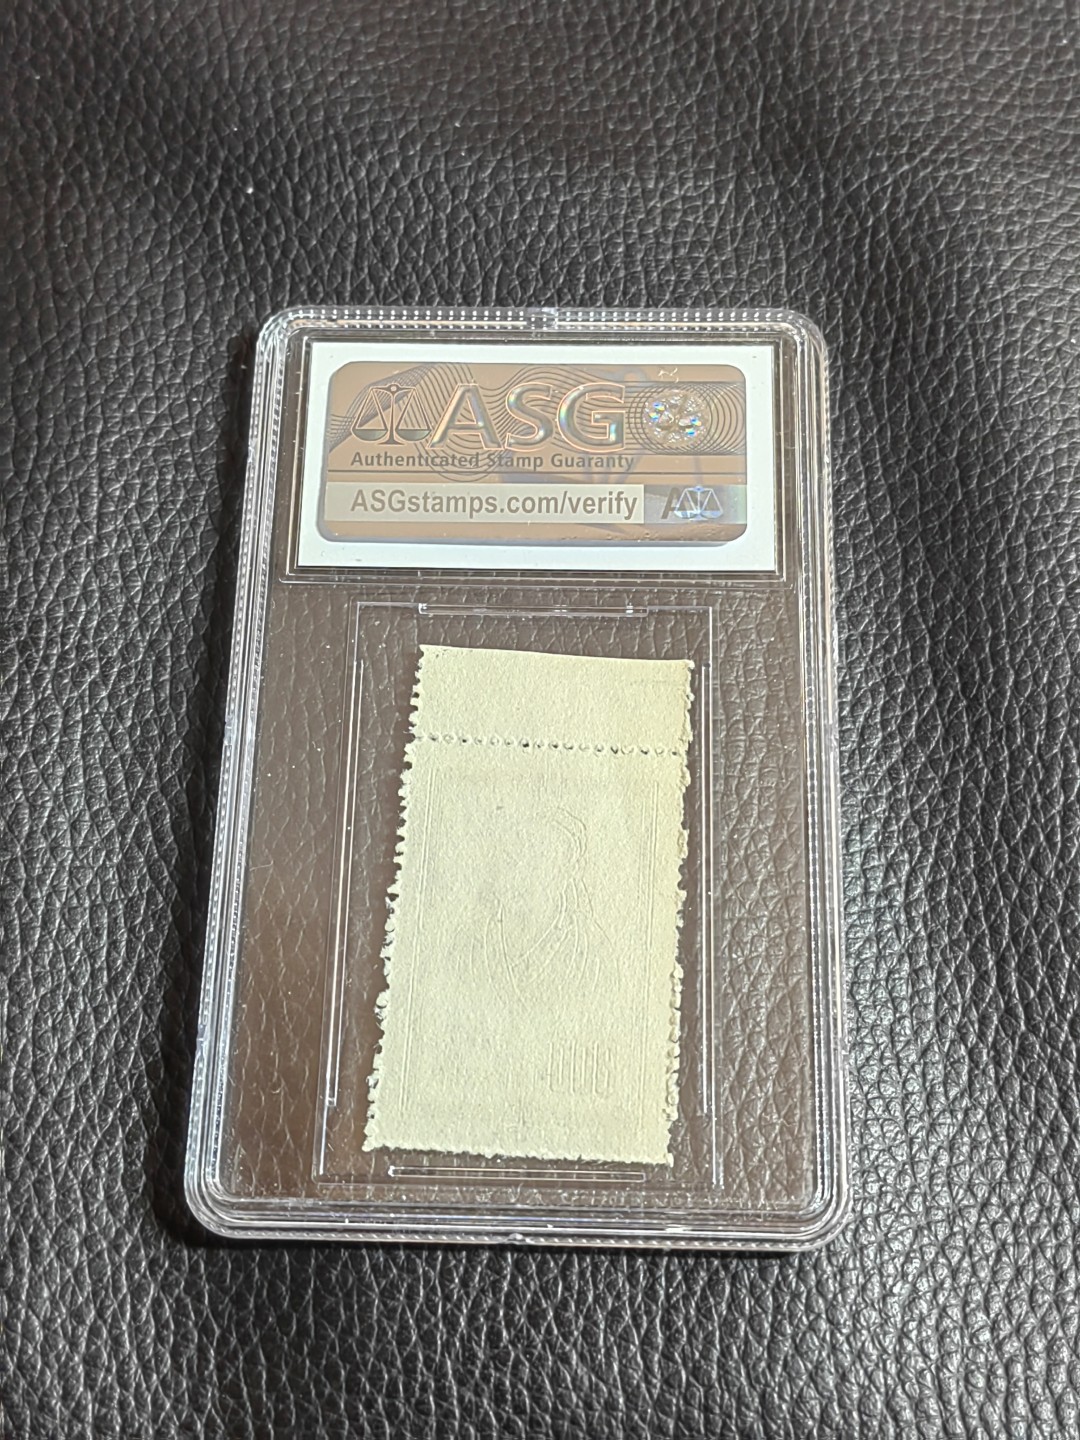 ASG
Authenticated Stamp Guaranty
ASGstamps.com/verify